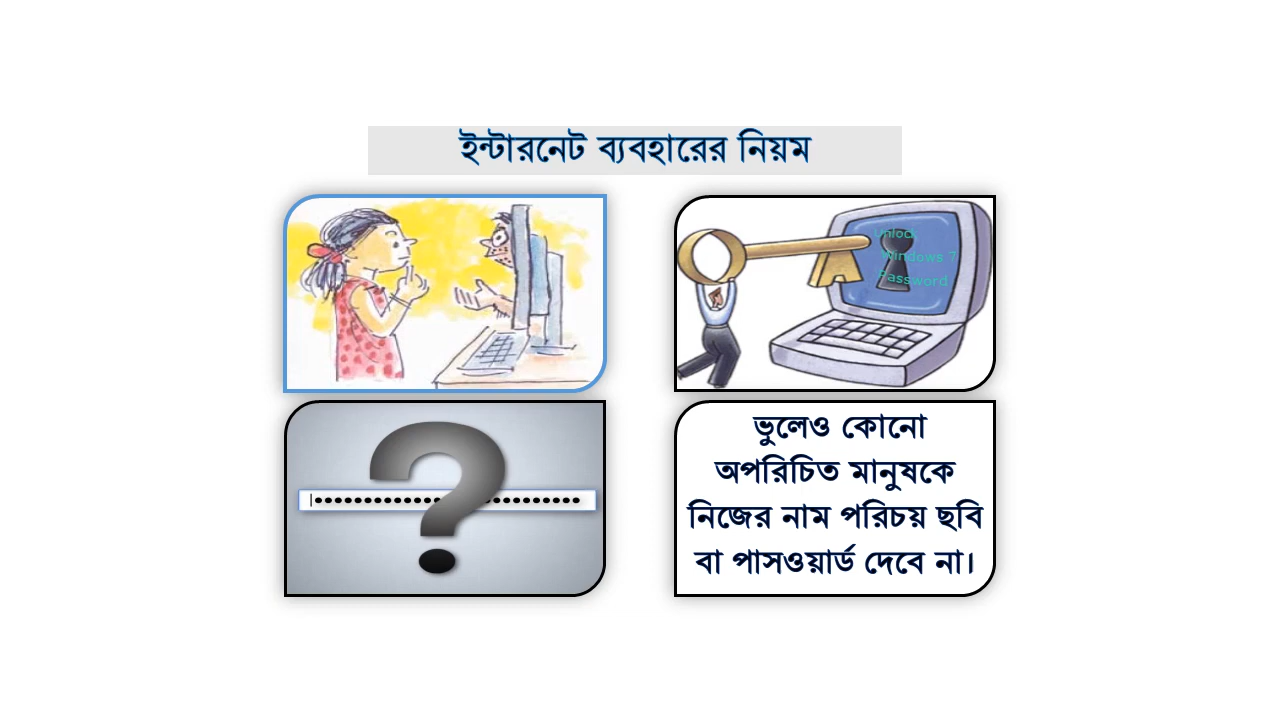 ইন্টারনেট ব্যবহারের নিয়ম
Unlock
Windows 7
Password
ভুলেও কোনো
অপরিচিত মানুষকে
নিজের নাম পরিচয় ছবি
বা পাসওয়ার্ড দেবে না।